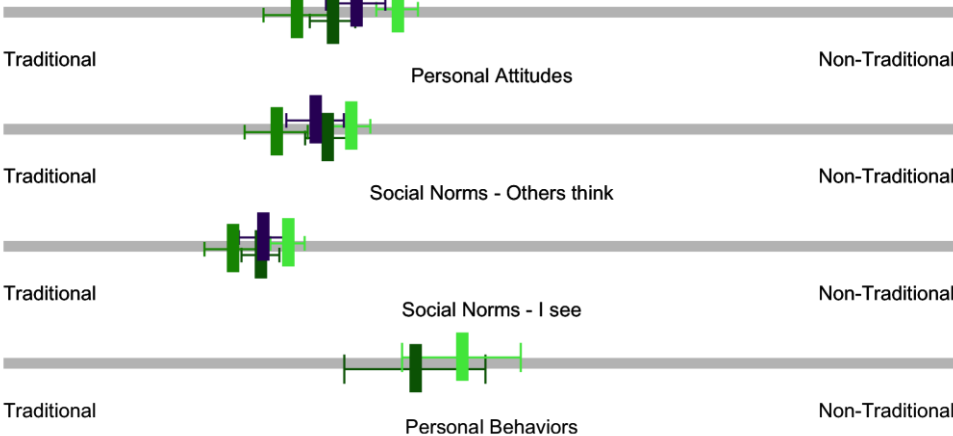 Traditional Non-Traditional
Personal Attitudes
Traditional Non-Traditional
Social Norms - Others think
Traditional Non-Traditional
Social Norms - I see
Traditional Non-Traditional
Personal Behaviors